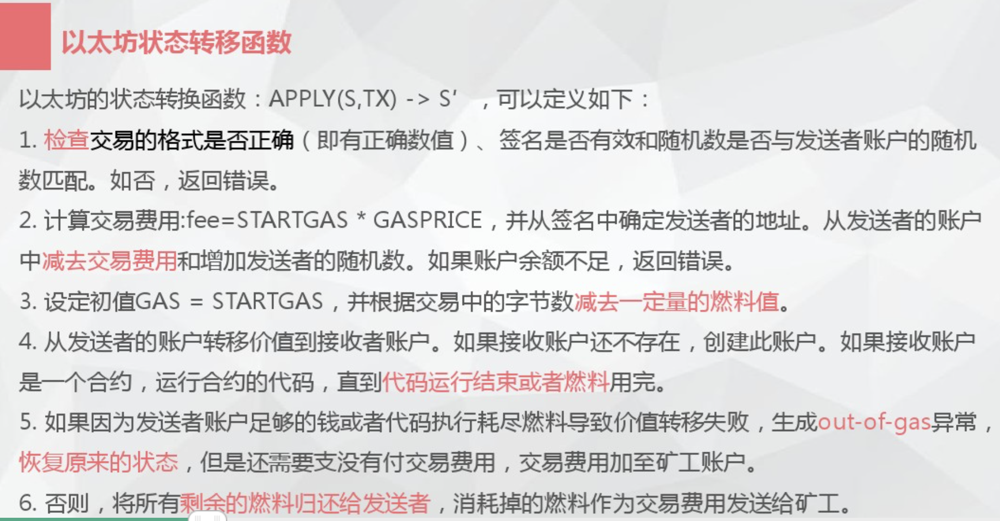 以太坊状态转移函数
以太坊的状态转换函数：APPLY(S,TX) -> S’ ，可以定义如下：
1. 检查交易的格式是否正确（即有正确数值）、签名是否有效和随机数是否与发送者账户的随机
数匹配。如否，返回错误。
2. 计算交易费用:fee=STARTGAS * GASPRICE，并从签名中确定发送者的地址。从发送者的账户
中减去交易费用和增加发送者的随机数。如果账户余额不足，返回错误。
3. 设定初值GAS = STARTGAS，并根据交易中的字节数减去一定量的燃料值。
4. 从发送者的账户转移价值到接收者账户。如果接收账户还不存在，创建此账户。如果接收账户
是一个合约，运行合约的代码，直到代码运行结束或者燃料用完。
5. 如果因为发送者账户足够的钱或者代码执行耗尽燃料导致价值转移失败，生成out-of-gas异常，
恢复原来的状态，但是还需要支没有付交易费用，交易费用加至矿工账户。
6. 否则，将所有剩余的燃料归还给发送者，消耗掉的燃料作为交易费用发送给矿工。